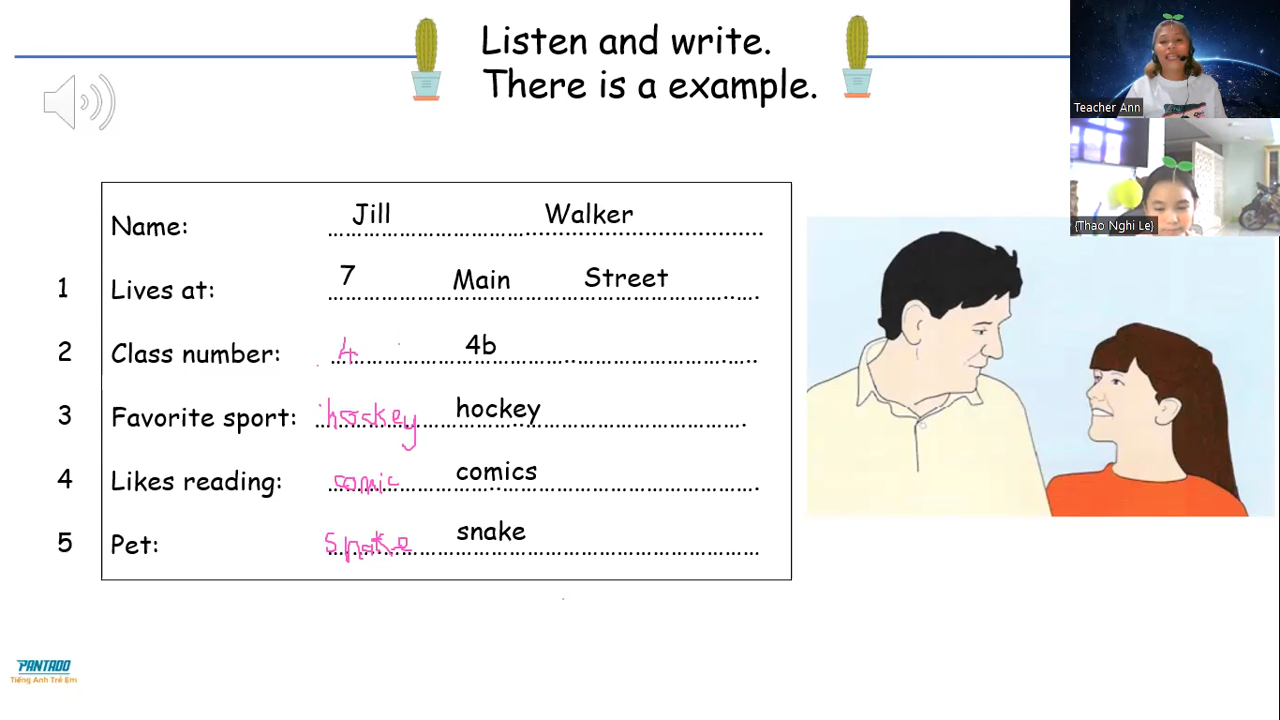 Listen and write.
There is a example.
Teacher Ann
{Thao Nghi Le}
Name: Jill Walker
1 Lives at: 7 Main Street
2 Class number: 4 4b
3 Favorite sport: hockey hockey
4 Likes reading: comic comics
5 Pet: snake snake
PANTADO
Tiếng Anh Trẻ Em